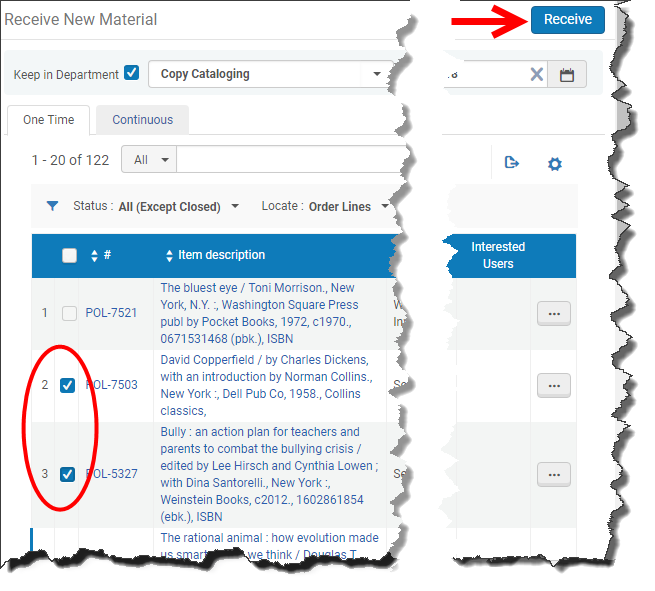 Receive New Material
Receive
Keep in Department
Copy Cataloging
One Time
Continuous
1 - 20 of 122
All
Status : All (Except Closed)
Locate : Order Lines
#
Item description
Interested
Users
1
POL-7521
The bluest eye / Toni Morrison., New
York, N.Y. :, Washington Square Press
publ by Pocket Books, 1972, c1970.,
0671531468 (pbk.), ISBN
2
POL-7503
David Copperfield / by Charles Dickens,
with an introduction by Norman Collins.,
New York :, Dell Pub Co, 1958., Collins
classics,
3
POL-5327
Bully : an action plan for teachers and
parents to combat the bullying crisis /
edited by Lee Hirsch and Cynthia Lowen ;
with Dina Santorelli., New York :,
Weinstein Books, c2012., 1602861854
(ebk.), ISBN
The rational animal : how evolution made
us we think / Douglas T